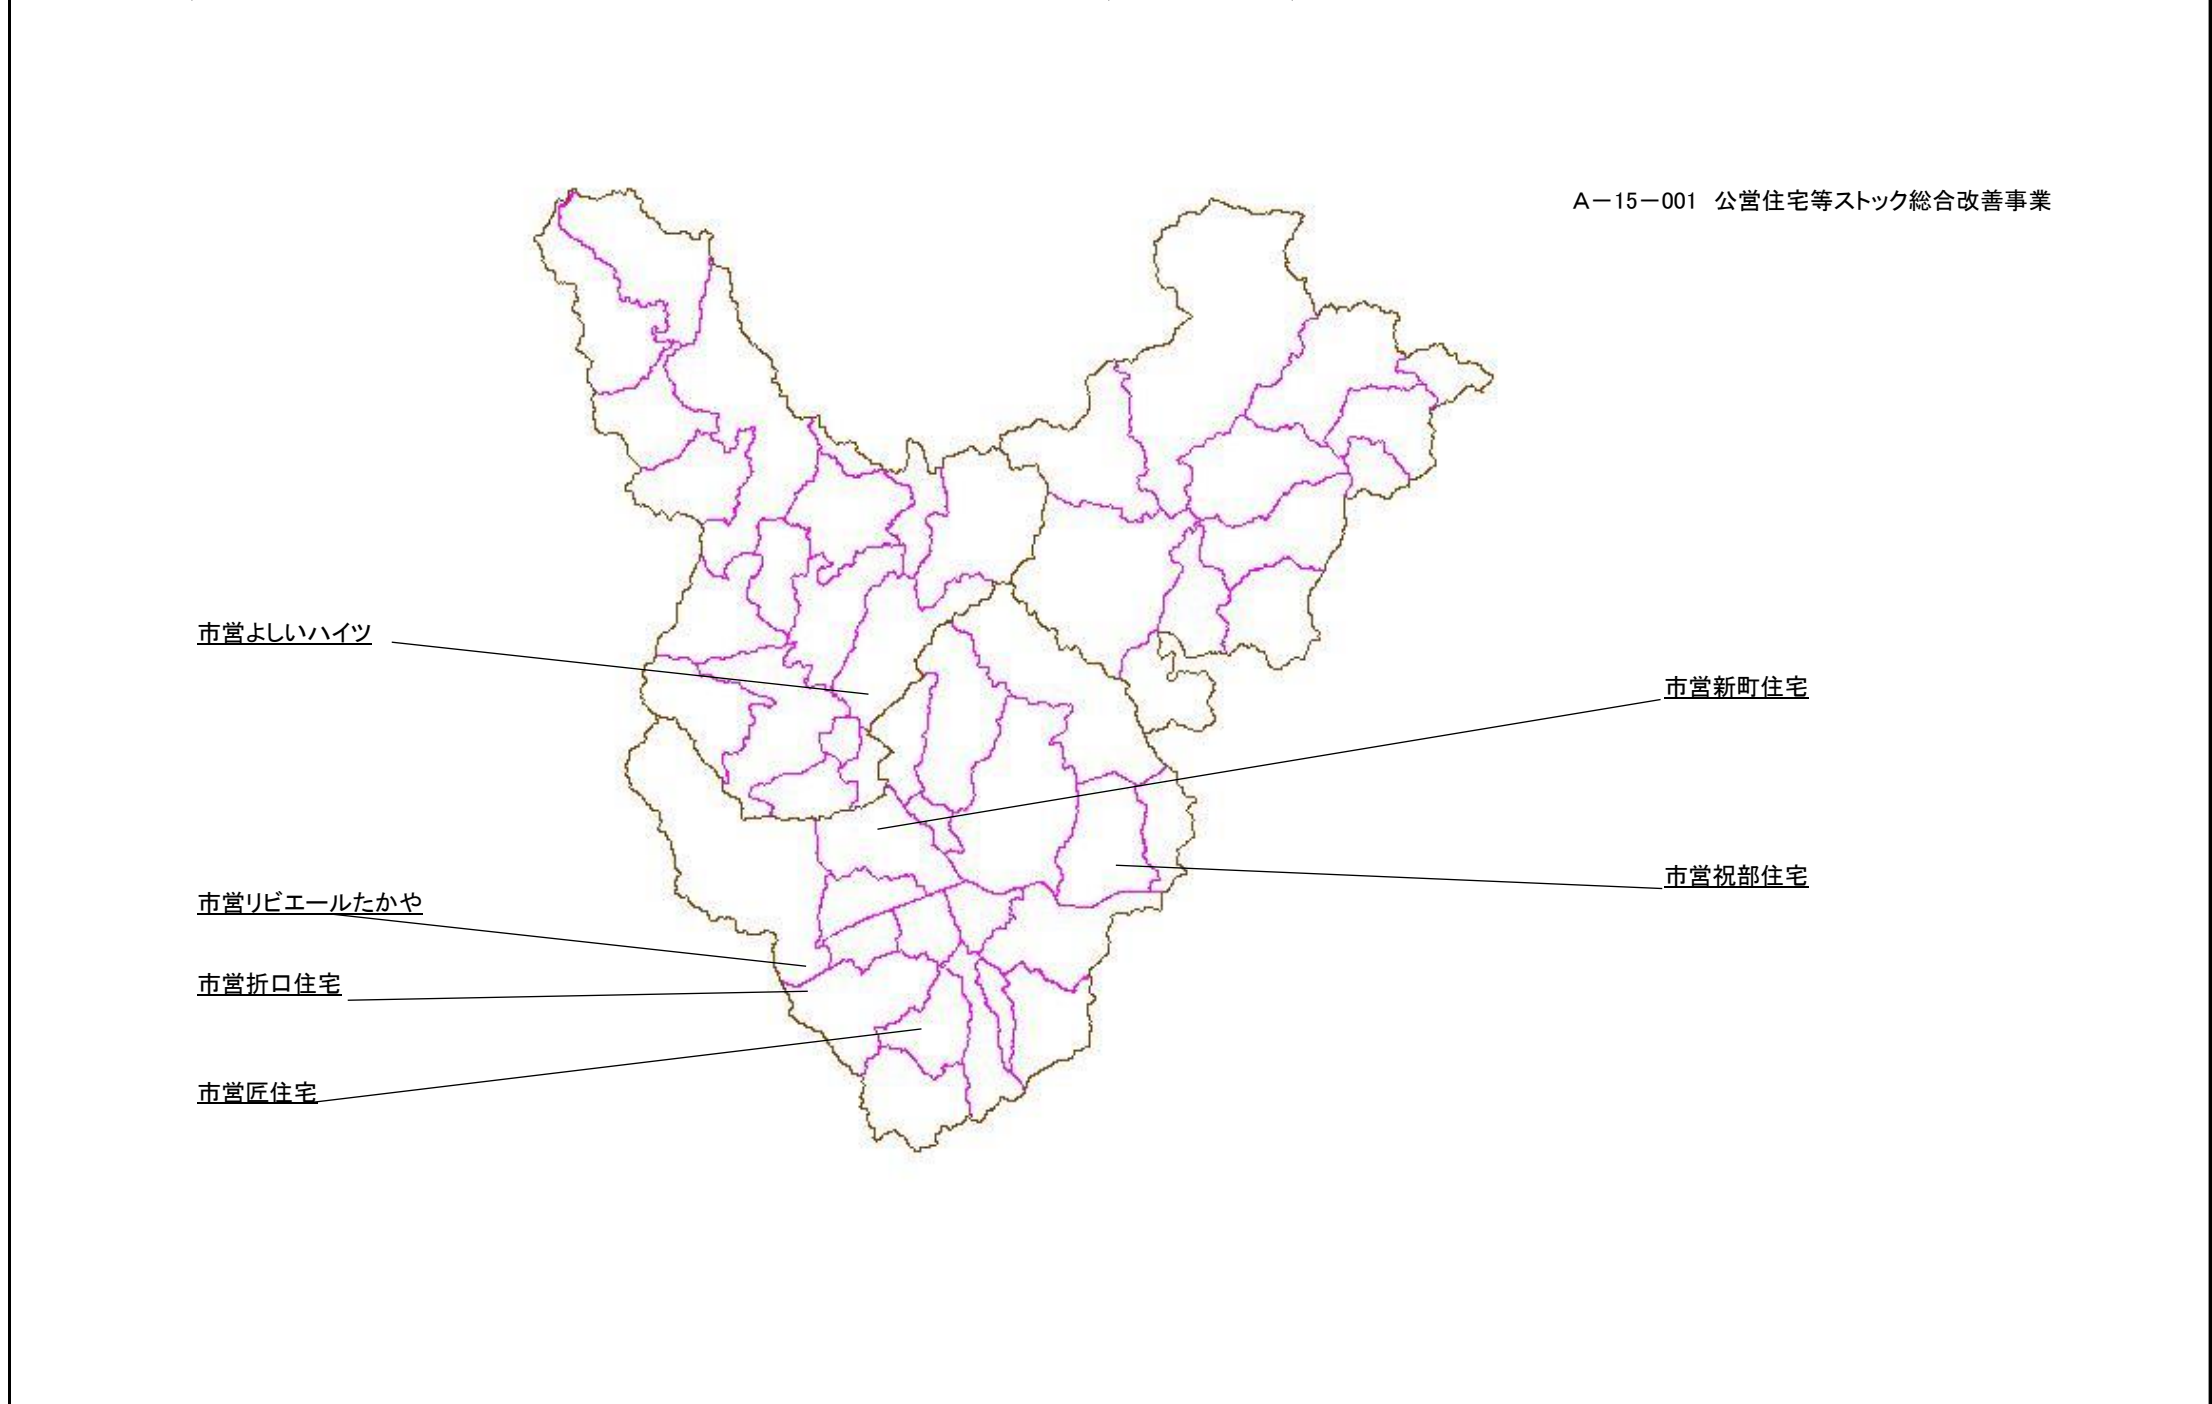 A－15－001 公営住宅等ストック総合改善事業
市営よしいハイツ
市営新町住宅
市営祝部住宅
市営リビエールたかや
市営折口住宅
市営匠住宅